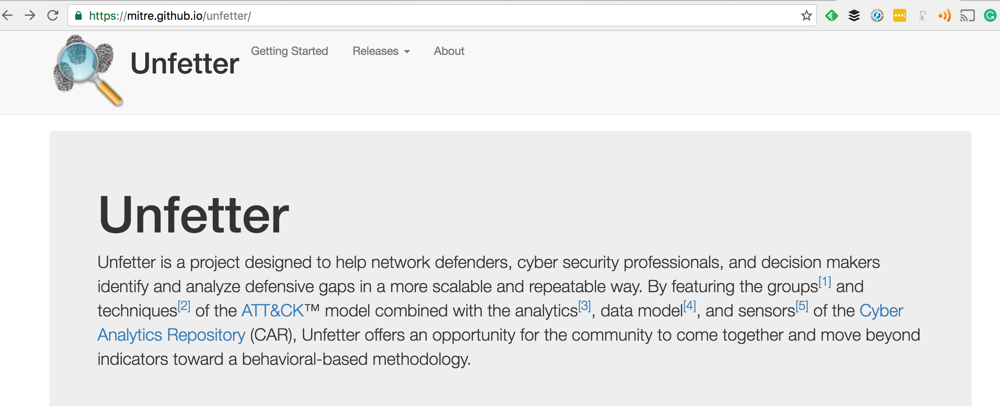 https://mitre.github.io/unfetter/
Unfetter
Getting Started
Releases
About
Unfetter
Unfetter is a project designed to help network defenders, cyber security professionals, and decision makers
identify and analyze defensive gaps in a more scalable and repeatable way. By featuring the groups[1] and
techniques[2] of the ATT&CK™ model combined with the analytics[3], data model[4], and sensors[5] of the Cyber
Analytics Repository (CAR), Unfetter offers an opportunity for the community to come together and move beyond
indicators toward a behavioral-based methodology.